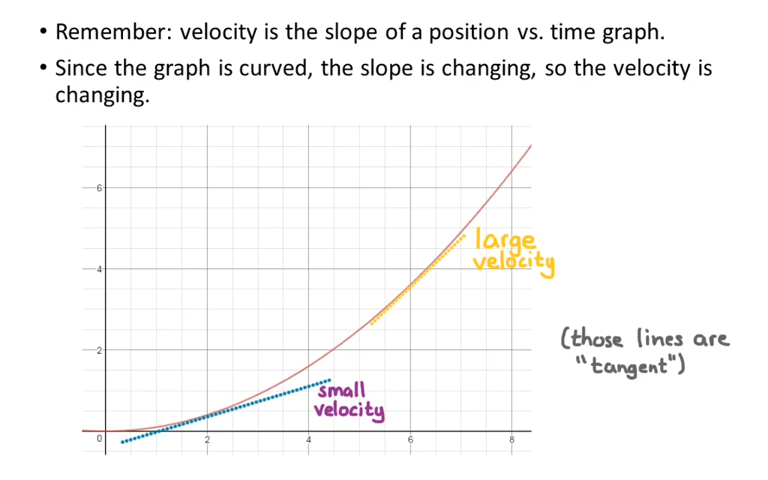 • Remember: velocity is the slope of a position vs. time graph.
• Since the graph is curved, the slope is changing, so the velocity is
changing.
6
large
velocity
4
(those lines are
"tangent")
2
small
velocity
0
2
4
6
8